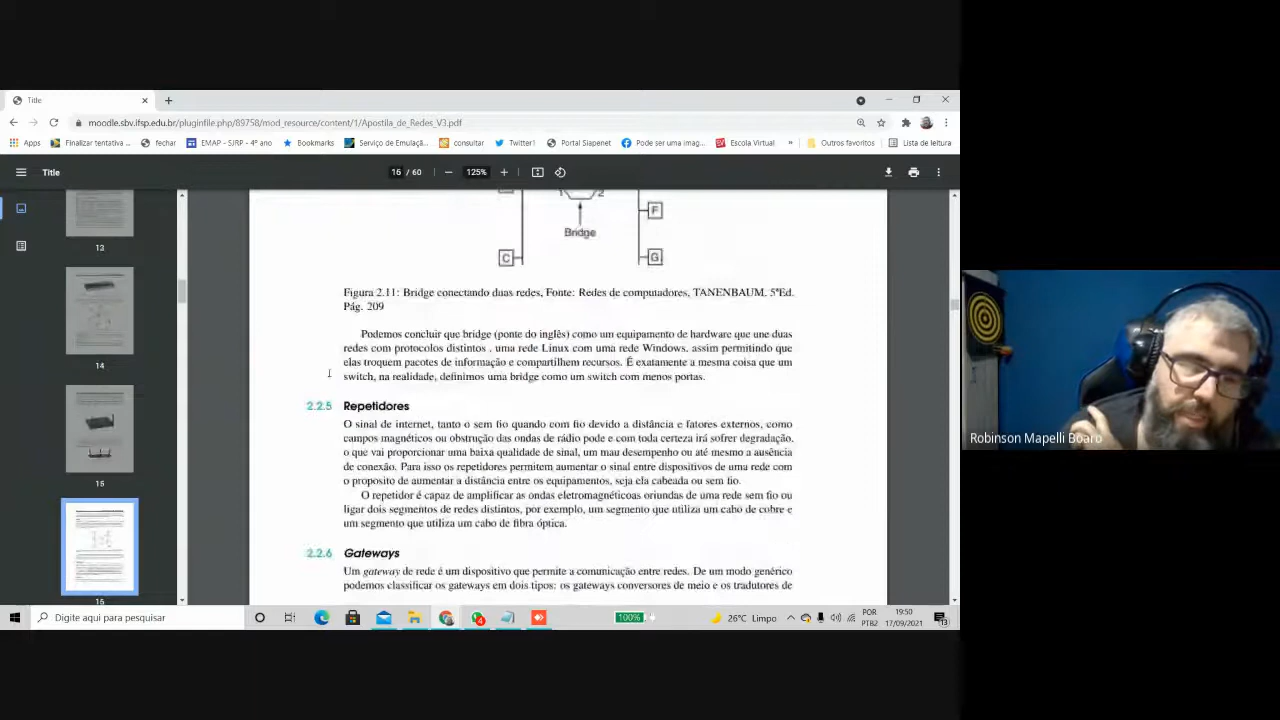 Title
moodle.sbv.ifsp.edu.br/pluginfile.php/89758/mod_resource/content/1/Apostila_de_Redes_V3.pdf
Apps
Finalizar tentativa ...
fechar
EMAP - SJRP - 4º ano
Bookmarks
Serviço de Emulaçã...
consultar
Twitter1
Portal Siapenet
Pode ser uma imag...
Escola Virtual
»
Outros favoritos
Lista de leitura
Title
16 / 60
125%
13
14
15
16
1 2
F
Bridge
C
G
Figura 2.11: Bridge conectando duas redes, Fonte: Redes de computadores, TANENBAUM, 5ªEd.
Pág. 209
Podemos concluir que bridge (ponte do inglês) como um equipamento de hardware que une duas
redes com protocolos distintos , uma rede Linux com uma rede Windows, assim permitindo que
elas troquem pacotes de informação e compartilhem recursos. É exatamente a mesma coisa que um
switch, na realidade, definimos uma bridge como um switch com menos portas.
2.2.5 Repetidores
O sinal de internet, tanto o sem fio quando com fio devido a distância e fatores externos, como
campos magnéticos ou obstrução das ondas de rádio pode e com toda certeza irá sofrer degradação,
o que vai proporcionar uma baixa qualidade de sinal, um mau desempenho ou até mesmo a ausência
de conexão. Para isso os repetidores permitem aumentar o sinal entre dispositivos de uma rede com
o proposito de aumentar a distância entre os equipamentos, seja ela cabeada ou sem fio.
O repetidor é capaz de amplificar as ondas eletromagnéticoas oriundas de uma rede sem fio ou
ligar dois segmentos de redes distintos, por exemplo, um segmento que utiliza um cabo de cobre e
um segmento que utiliza um cabo de fibra óptica.
2.2.6 Gateways
Um gateway de rede é um dispositivo que permite a comunicação entre redes. De um modo genérico
podemos classificar os gateways em dois tipos: os gateways conversores de meio e os tradutores de
Robinson Mapelli Boaro
Digite aqui para pesquisar
100%
26°C Limpo
POR
PTB2
19:50
17/09/2021